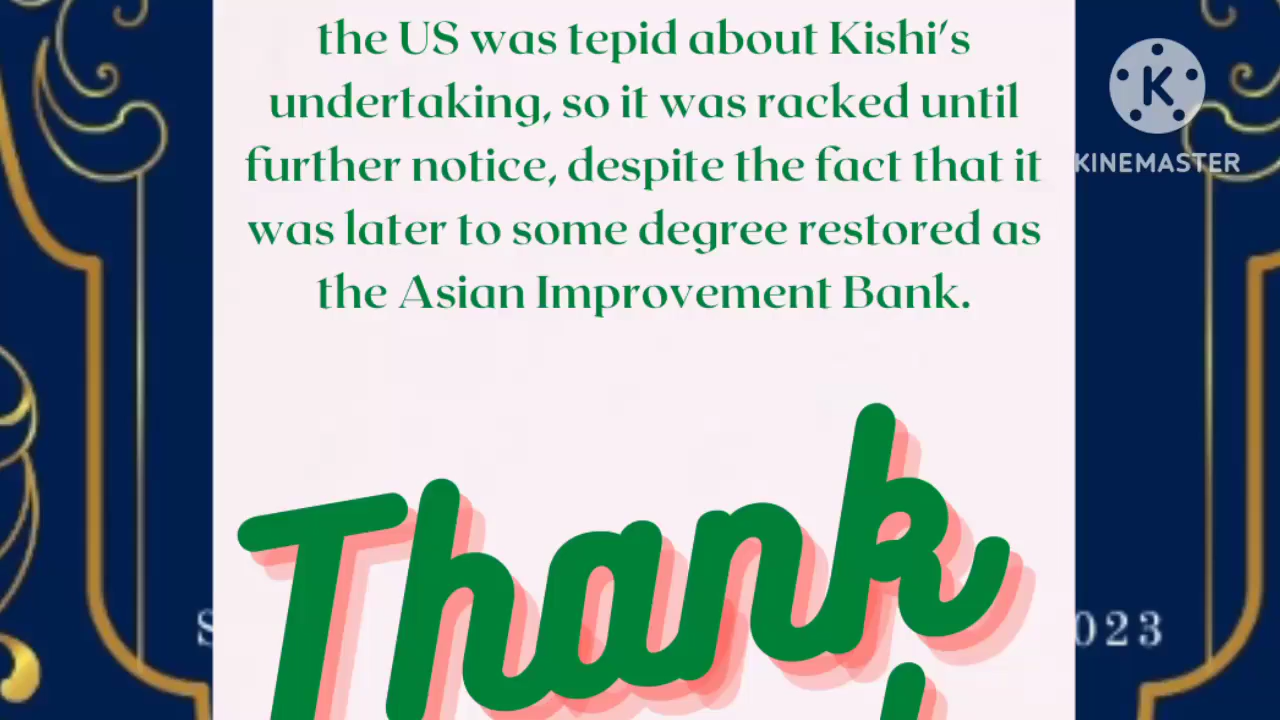 the US was tepid about Kishi's
undertaking, so it was racked until
further notice, despite the fact that it
was later to some degree restored as
the Asian Improvement Bank.
K
KINEMASTER
Thank
S
023